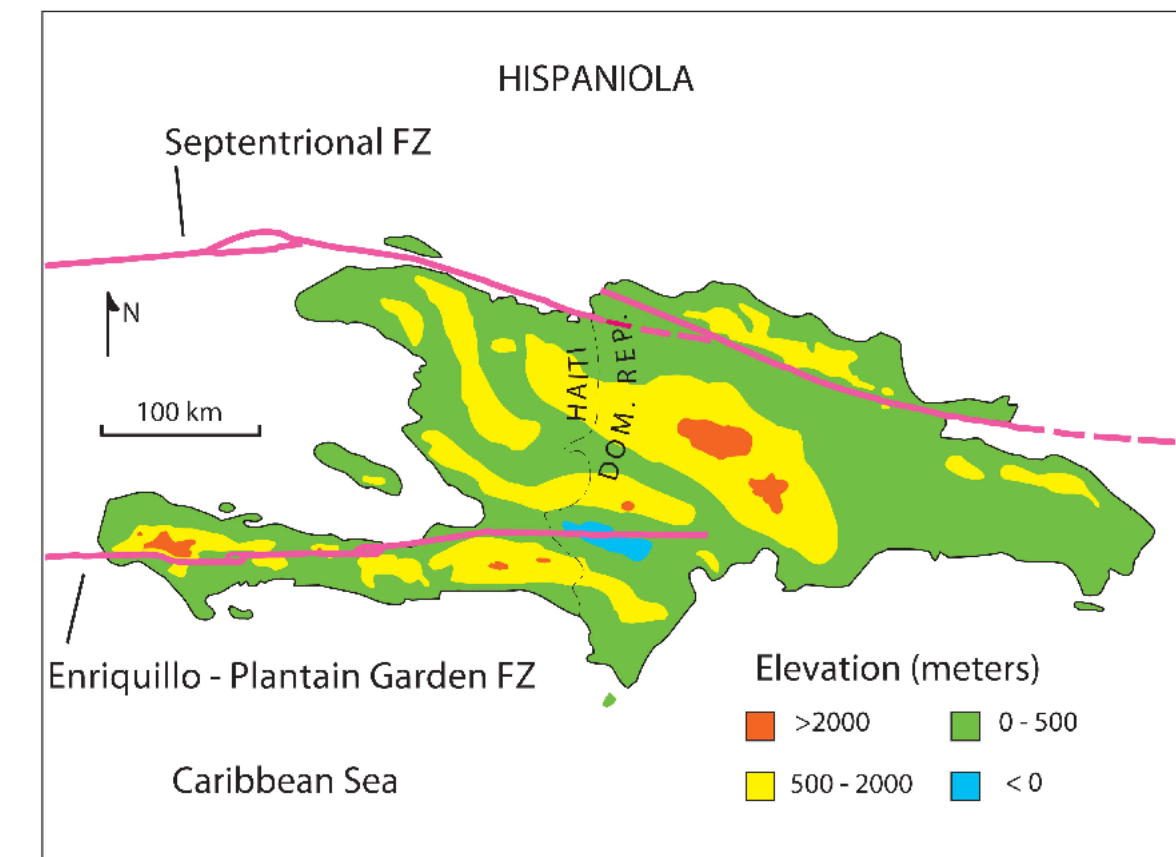 HISPANIOLA
Septentrional FZ
N
100 km
HAITI
DOM. REP.
Enriquillo - Plantain Garden FZ
Caribbean Sea
Elevation (meters)
>2000
0 - 500
500 - 2000
< 0